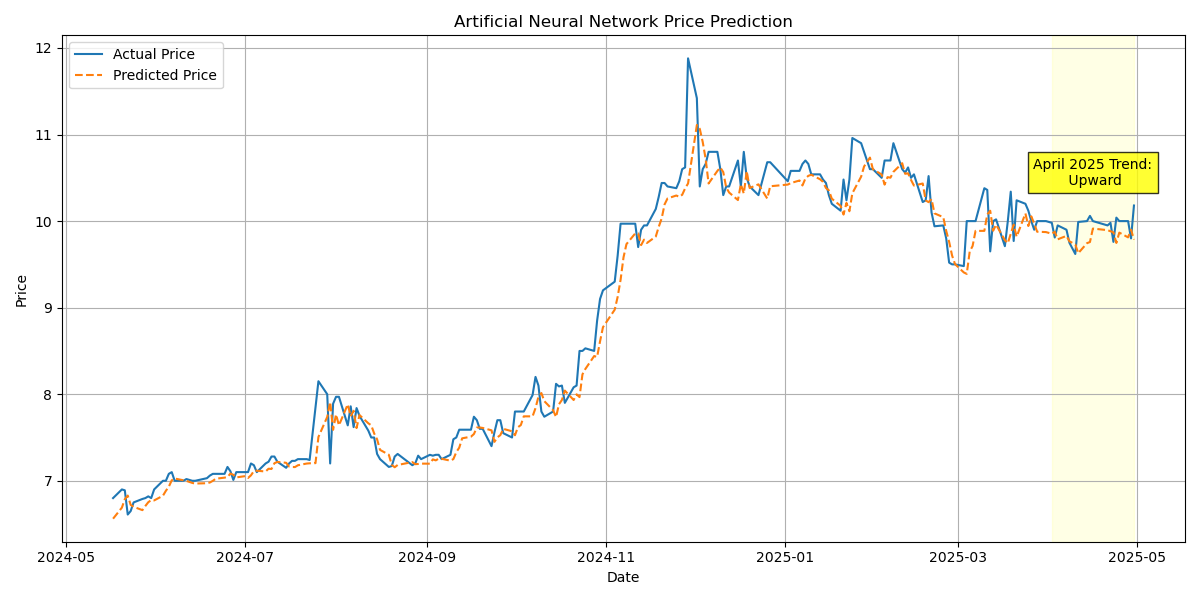 Artificial Neural Network Price Prediction
Actual Price
Predicted Price
April 2025 Trend:
Upward
Price
12
11
10
9
8
7
2024-05
2024-07
2024-09
2024-11
2025-01
2025-03
2025-05
Date